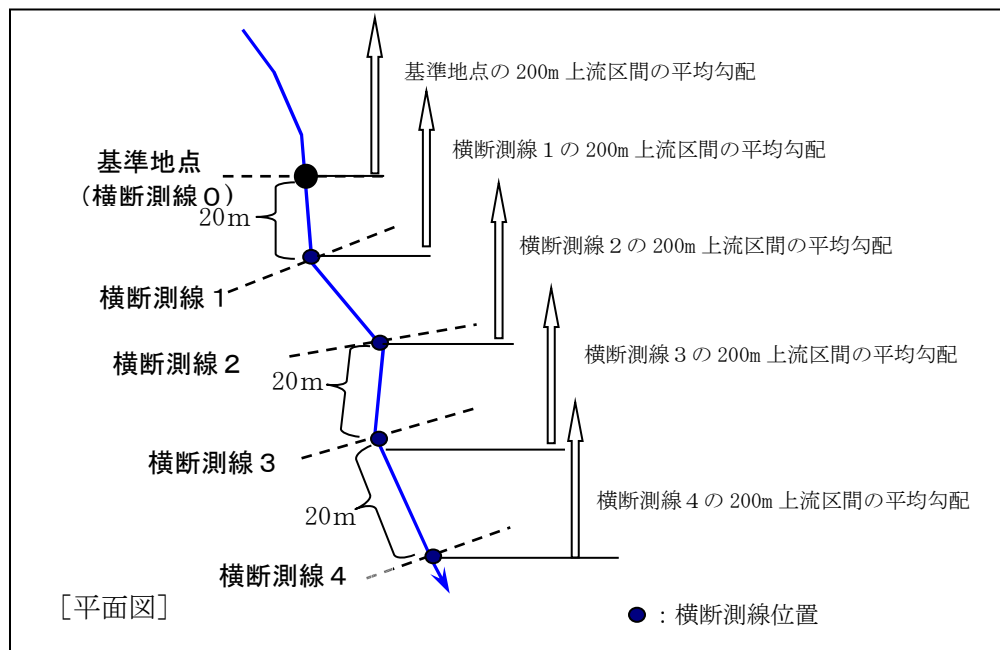 基準地点の 200m 上流区間の平均勾配
横断測線１の 200m 上流区間の平均勾配
基準地点
(横断測線０)
20m
横断測線２の 200m 上流区間の平均勾配
横断測線１
横断測線３の 200m 上流区間の平均勾配
横断測線２
20m
横断測線３
横断測線４の 200m 上流区間の平均勾配
20m
横断測線４
［平面図］
：横断測線位置